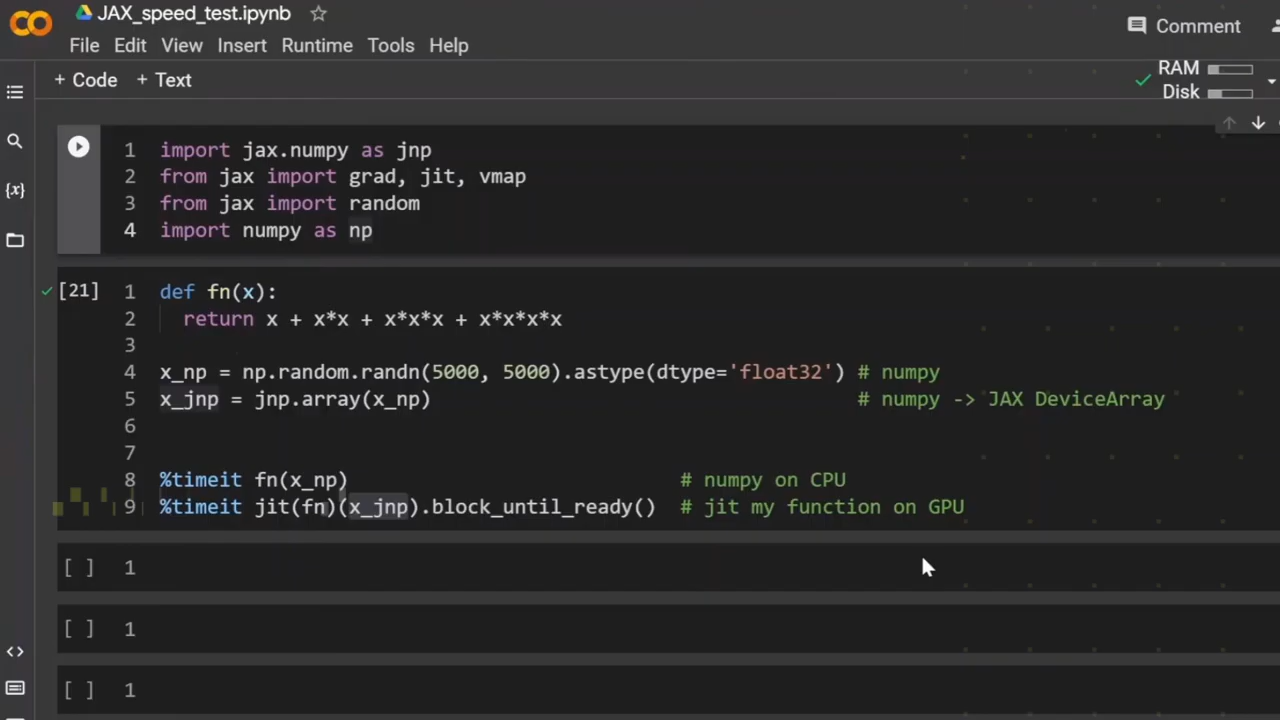 JAX_speed_test.ipynb
Comment
File Edit View Insert Runtime Tools Help
+ Code + Text
RAM
Disk
1 import jax.numpy as jnp
2 from jax import grad, jit, vmap
3 from jax import random
4 import numpy as np
{x}
[21] 1 def fn(x):
2 return x + x*x + x*x*x + x*x*x*x
3
4 x_np = np.random.randn(5000, 5000).astype(dtype='float32') # numpy
5 x_jnp = jnp.array(x_np) # numpy -> JAX DeviceArray
6
7
8 %timeit fn(x_np) # numpy on CPU
9 %timeit jit(fn)(x_jnp).block_until_ready() # jit my function on GPU
[ ] 1
[ ] 1
[ ] 1